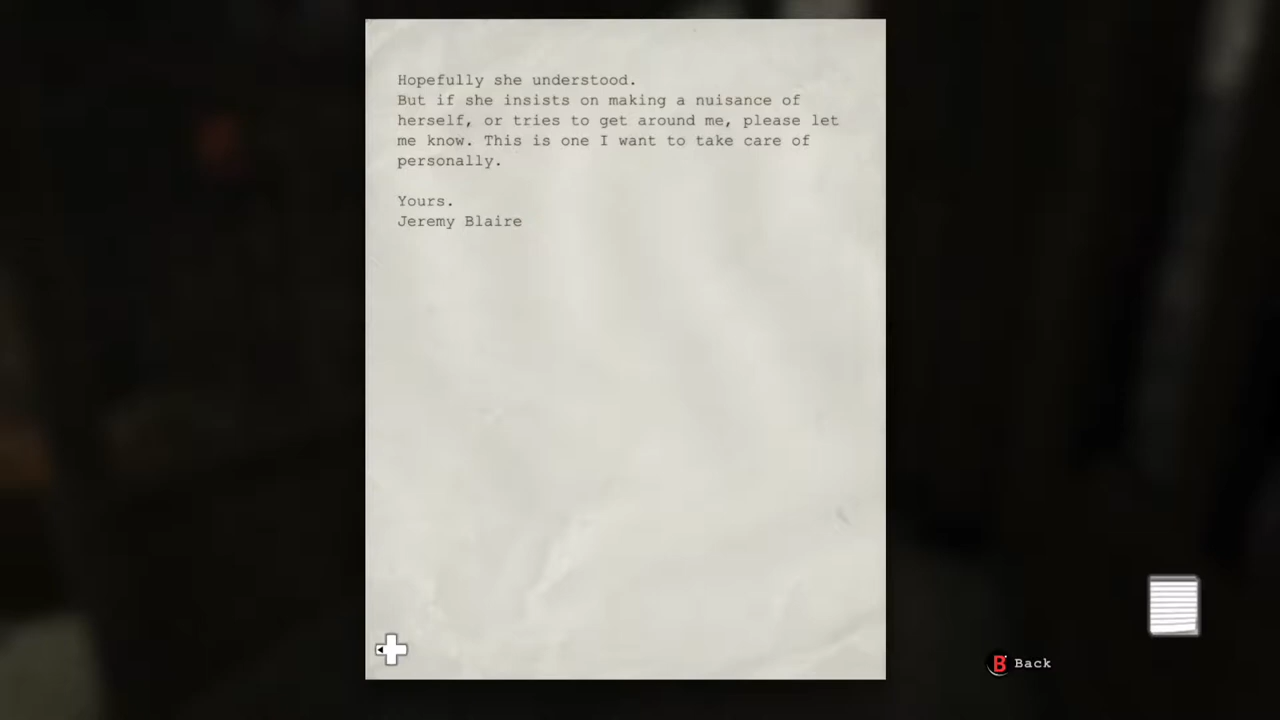 Hopefully she understood.
But if she insists on making a nuisance of
herself, or tries to get around me, please let
me know. This is one I want to take care of
personally.
Yours.
Jeremy Blaire
B Back